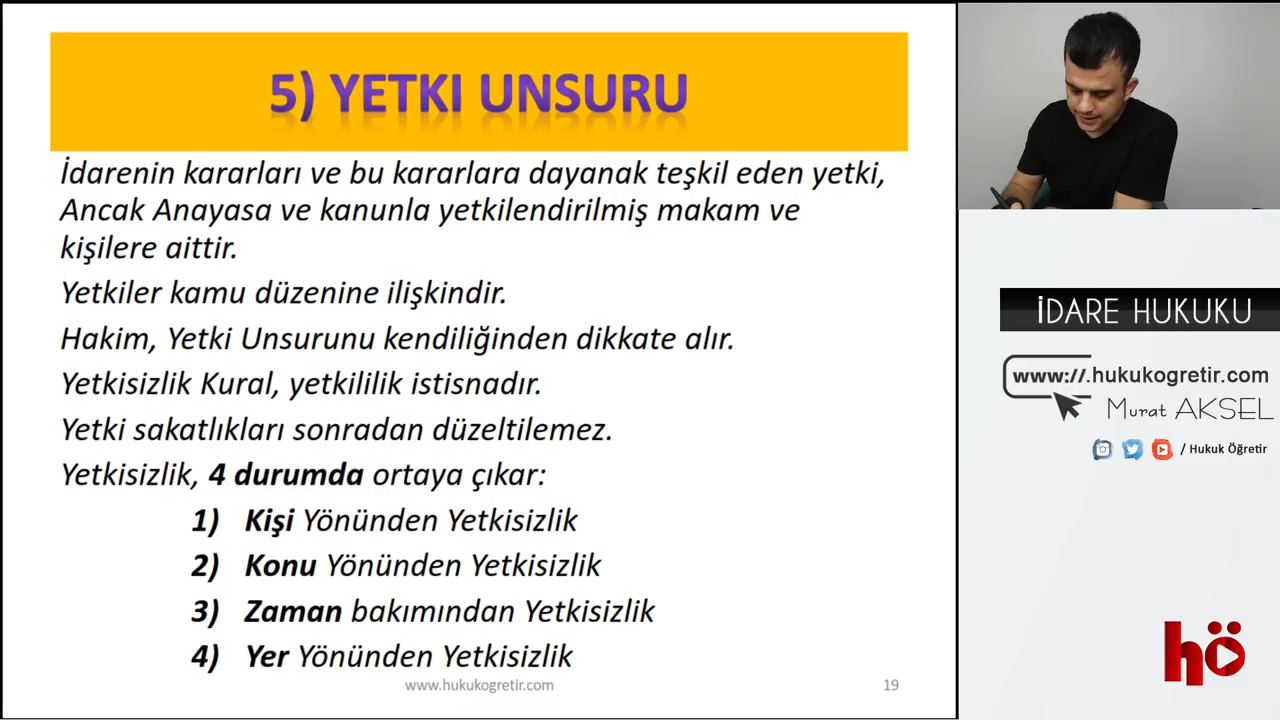 5) YETKI UNSURU
İdarenin kararları ve bu kararlara dayanak teşkil eden yetki,
Ancak Anayasa ve kanunla yetkilendirilmiş makam ve
kişilere aittir.
Yetkiler kamu düzenine ilişkindir.
Hakim, Yetki Unsurunu kendiliğinden dikkate alır.
Yetkisizlik Kural, yetkililik istisnadır.
Yetki sakatlıkları sonradan düzeltilemez.
Yetkisizlik, 4 durumda ortaya çıkar:
1) Kişi Yönünden Yetkisizlik
2) Konu Yönünden Yetkisizlik
3) Zaman bakımından Yetkisizlik
4) Yer Yönünden Yetkisizlik
www.hukukogretir.com
19
İDARE HUKUKU
www://.hukukogretir.com
Murat AKSEL
/ Hukuk Öğretir
hö